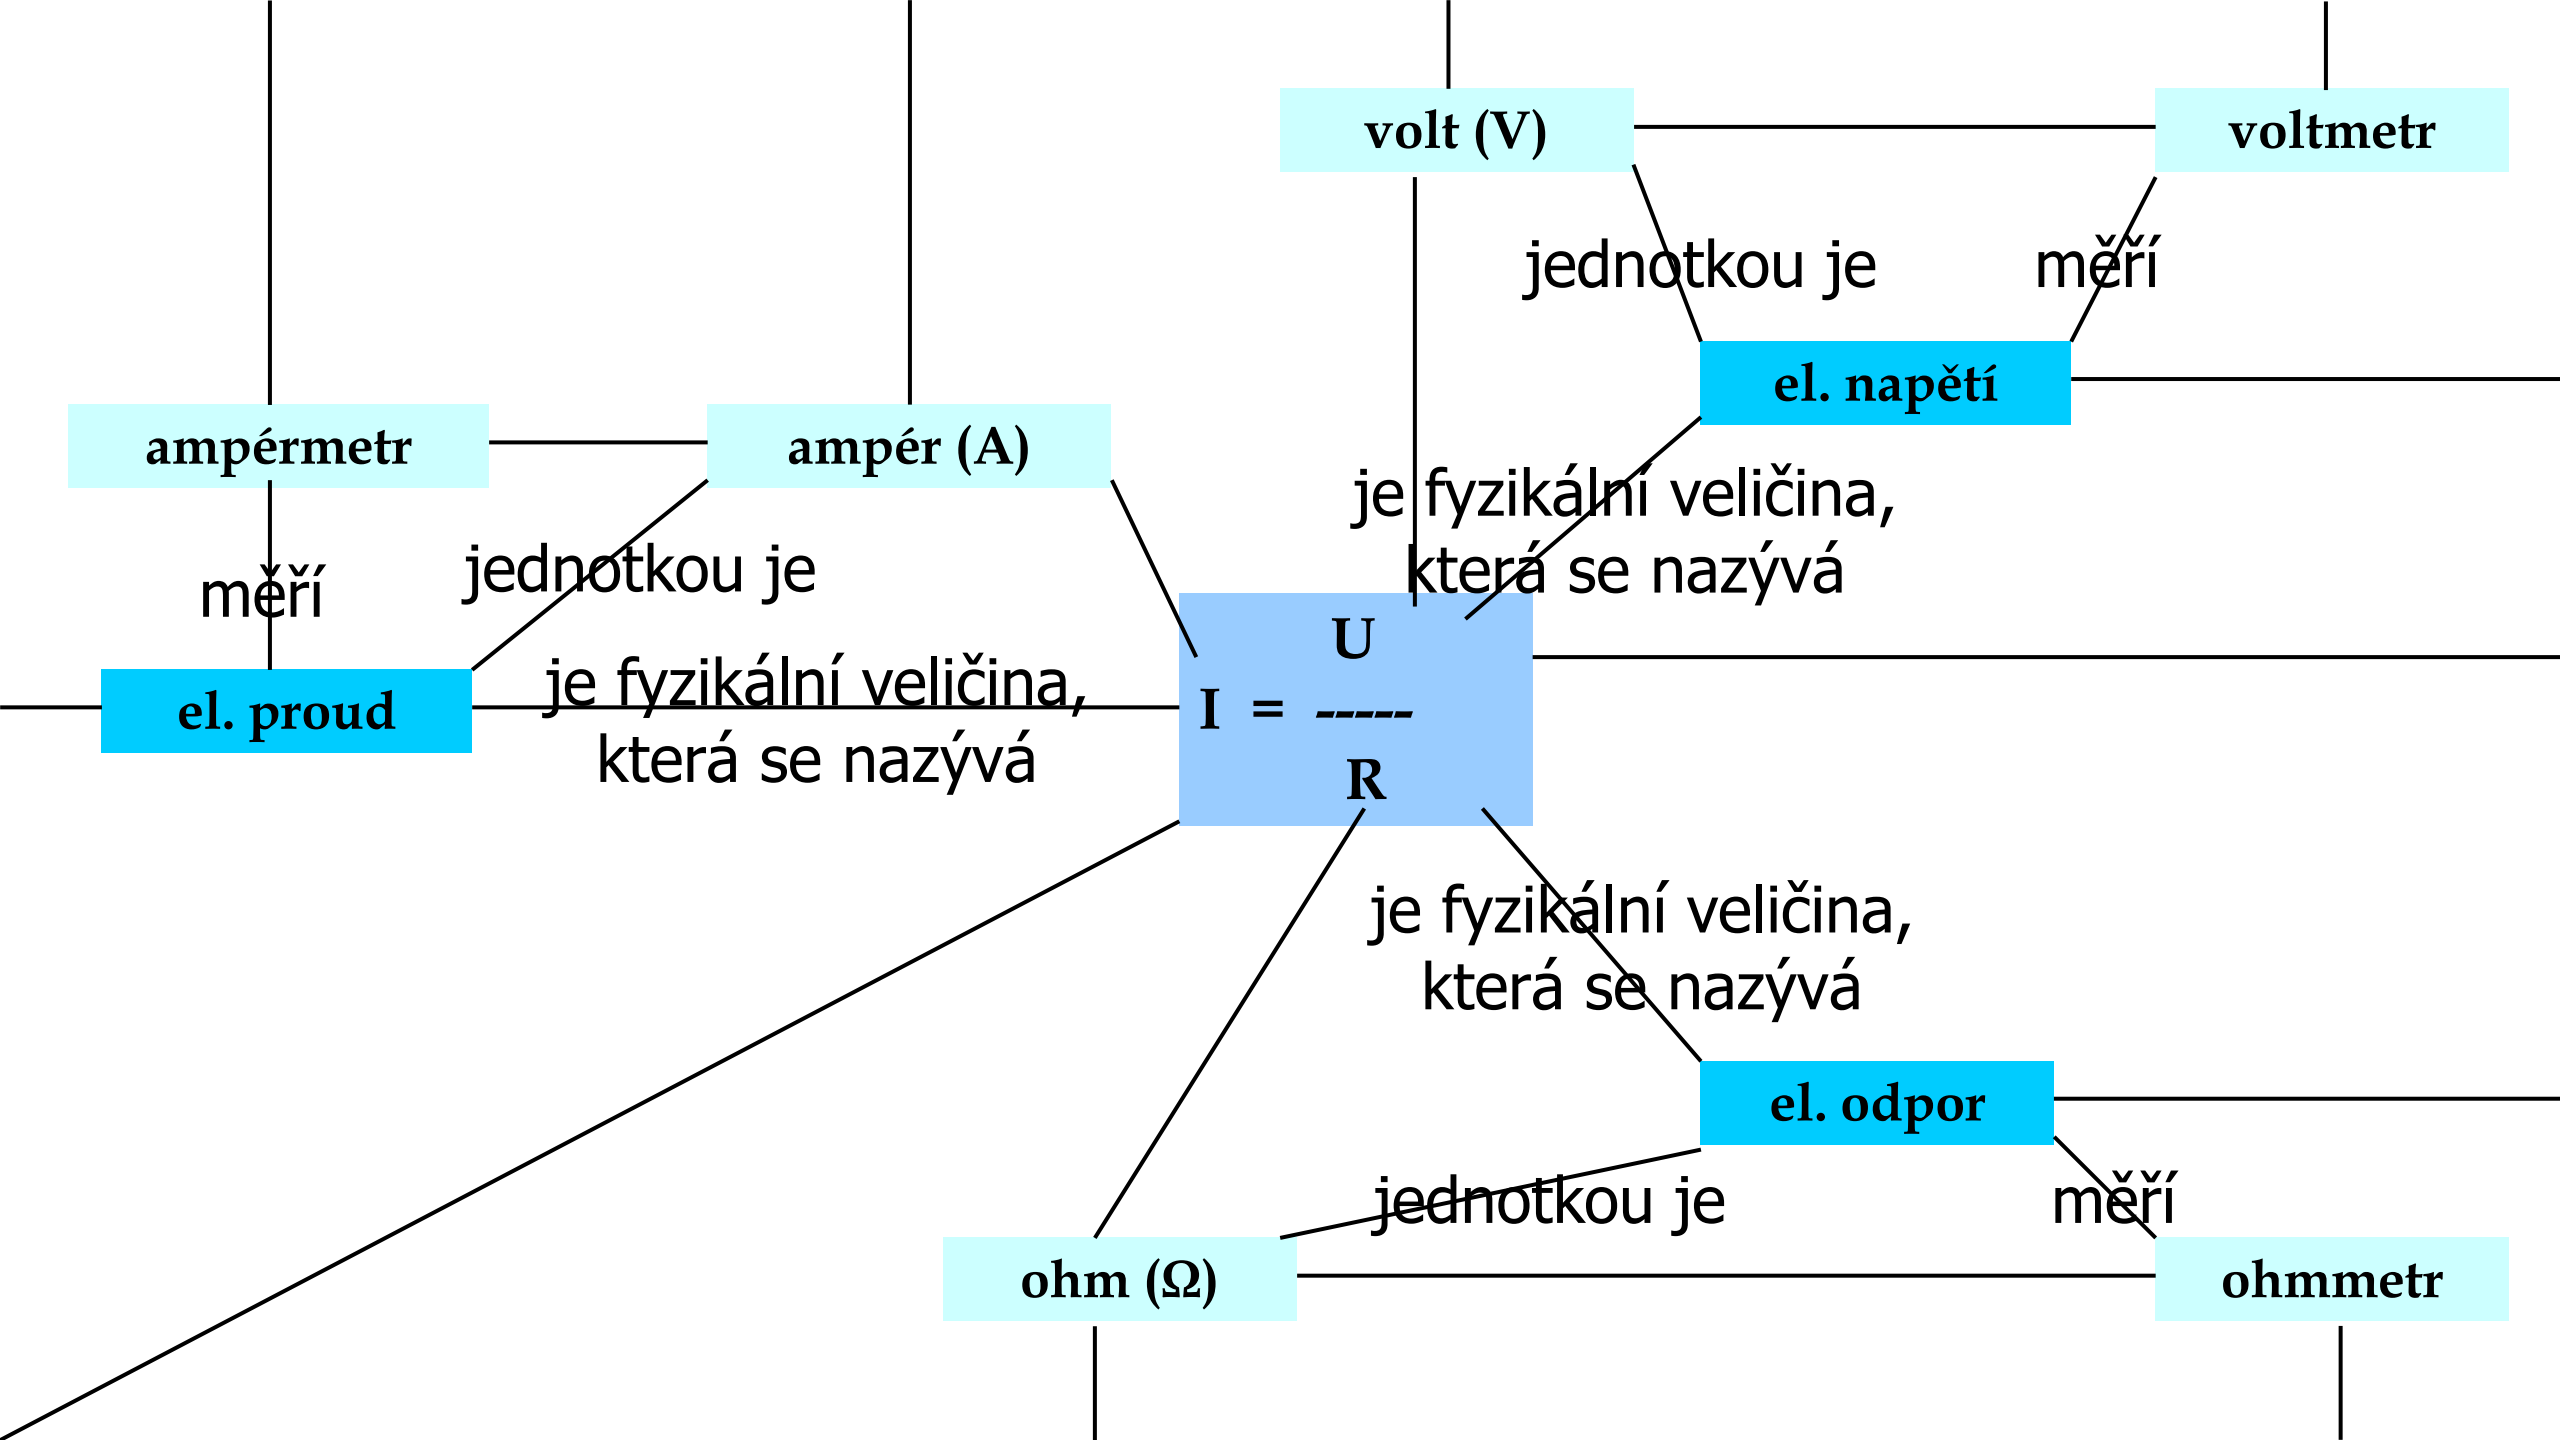 volt (V)
voltmetr
jednotkou je
měří
el. napětí
ampérmetr
ampér (A)
je fyzikální veličina,
která se nazývá
měří
jednotkou je
el. proud
je fyzikální veličina,
která se nazývá
U
I = -----
R
je fyzikální veličina,
která se nazývá
el. odpor
jednotkou je
měří
ohm (Ω)
ohmmetr